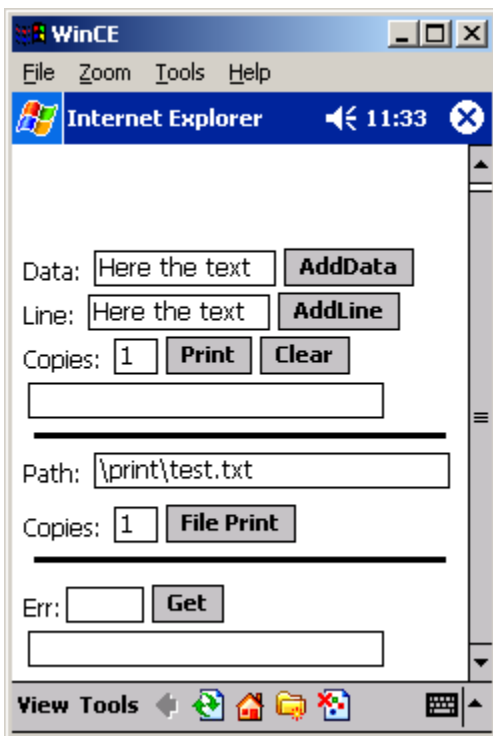 WinCE
File Zoom Tools Help
Internet Explorer 11:33
Data: Here the text AddData
Line: Here the text AddLine
Copies: 1 Print Clear
Path: \print\test.txt
Copies: 1 File Print
Err: Get
View Tools